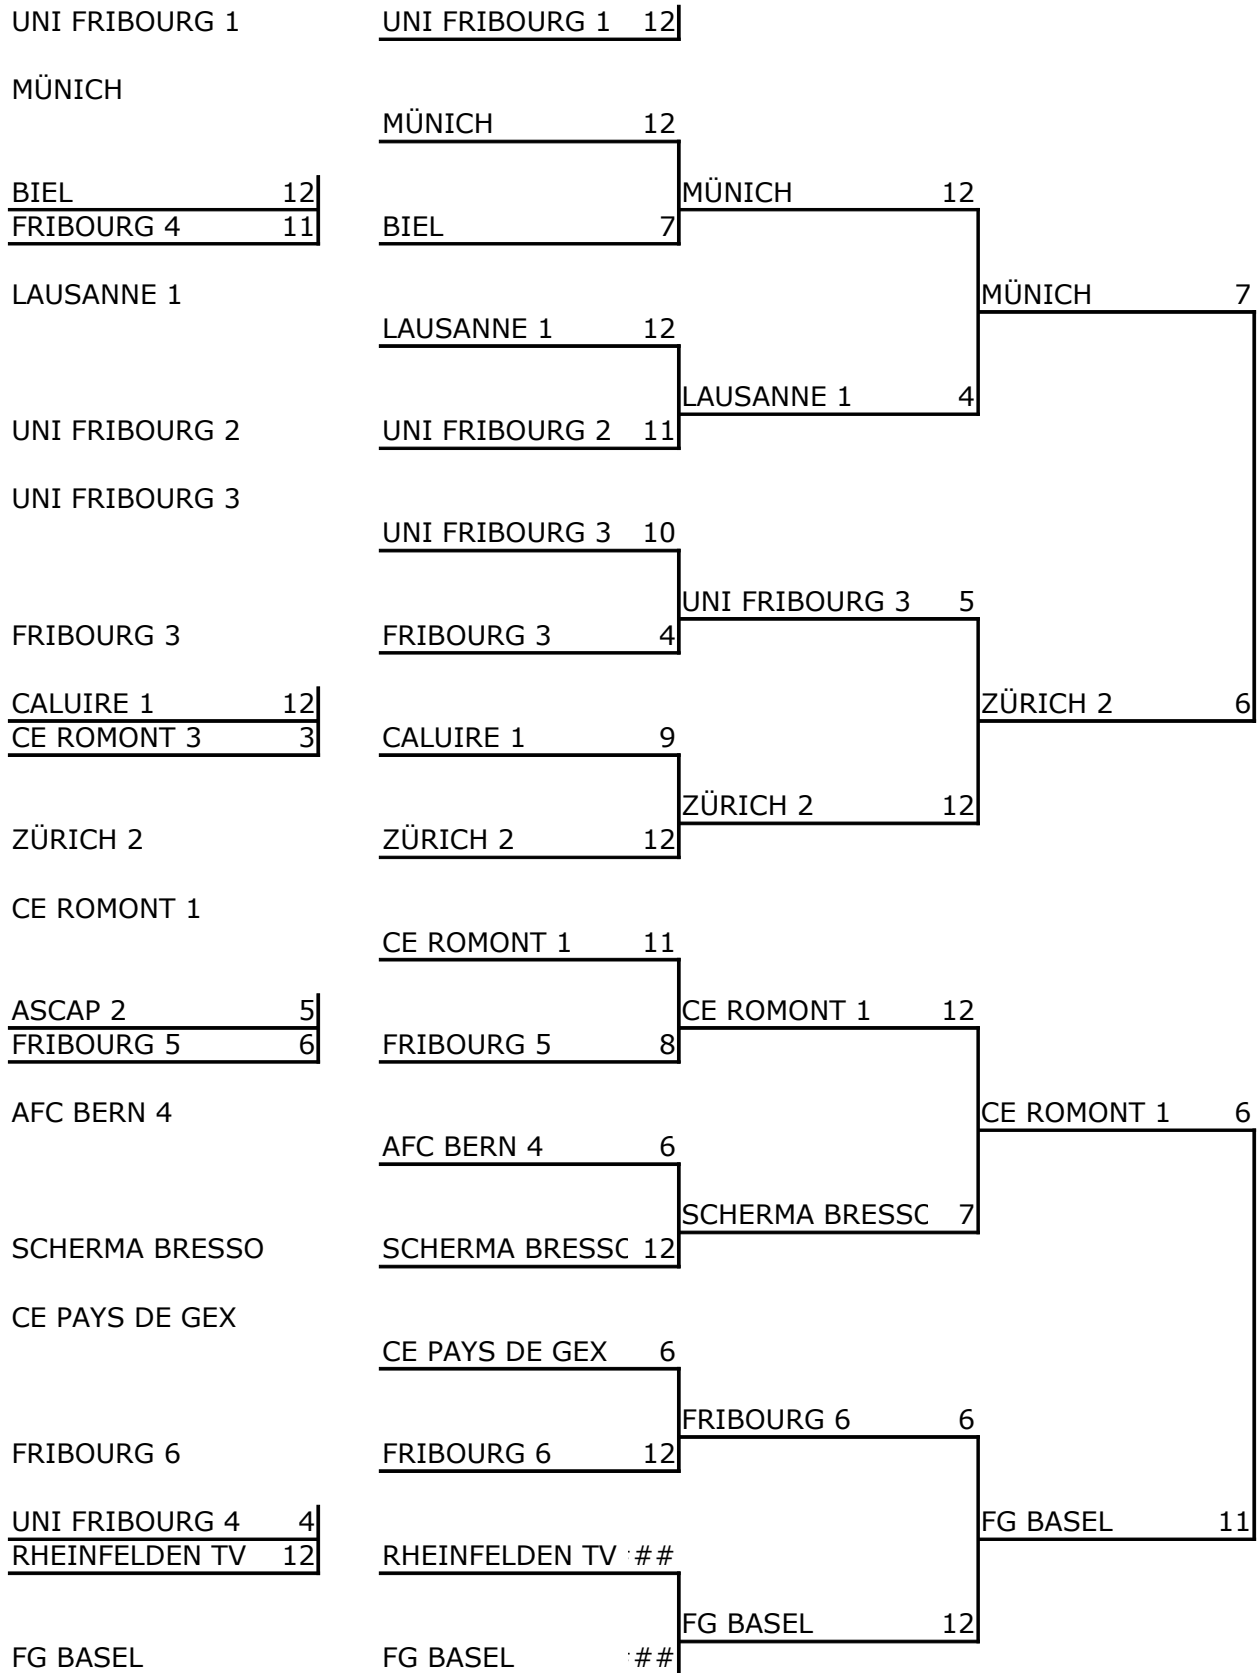 UNI FRIBOURG 1 UNI FRIBOURG 1 12
MÜNICH
MÜNICH 12
BIEL 12 MÜNICH 12
FRIBOURG 4 11 BIEL 7
LAUSANNE 1 MÜNICH 7
LAUSANNE 1 12
LAUSANNE 1 4
UNI FRIBOURG 2 UNI FRIBOURG 2 11
UNI FRIBOURG 3
UNI FRIBOURG 3 10
UNI FRIBOURG 3 5
FRIBOURG 3 FRIBOURG 3 4
CALUIRE 1 12 ZÜRICH 2 6
CE ROMONT 3 3 CALUIRE 1 9
ZÜRICH 2 12
ZÜRICH 2 ZÜRICH 2 12
CE ROMONT 1
CE ROMONT 1 11
ASCAP 2 5 CE ROMONT 1 12
FRIBOURG 5 6 FRIBOURG 5 8
AFC BERN 4 CE ROMONT 1 6
AFC BERN 4 6
SCHERMA BRESSO 7
SCHERMA BRESSO SCHERMA BRESSO 12
CE PAYS DE GEX
CE PAYS DE GEX 6
FRIBOURG 6 6
FRIBOURG 6 FRIBOURG 6 12
UNI FRIBOURG 4 4 FG BASEL 11
RHEINFELDEN TV 12 RHEINFELDEN TV ##
FG BASEL 12
FG BASEL FG BASEL ##